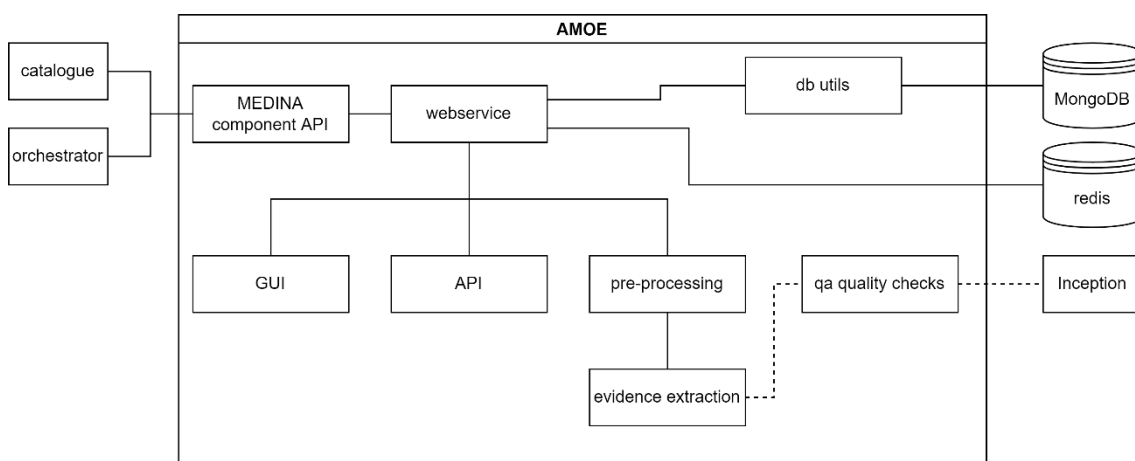 AMOE
catalogue
orchestrator
MEDINA
component API
webservice
db utils
MongoDB
redis
GUI
API
pre-processing
qa quality checks
Inception
evidence extraction